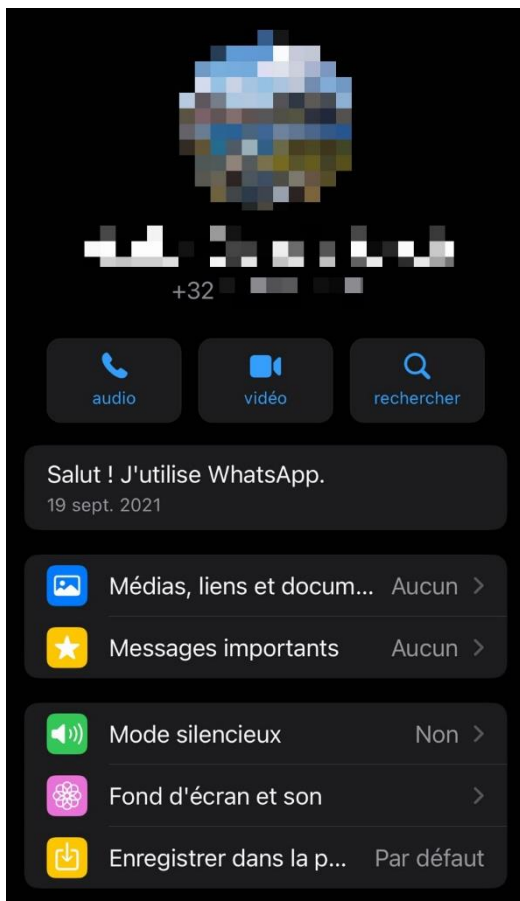 +32
audio
vidéo
rechercher
Salut ! J'utilise WhatsApp.
19 sept. 2021
Médias, liens et docum... Aucun
Messages importants Aucun
Mode silencieux Non
Fond d'écran et son
Enregistrer dans la p... Par défaut